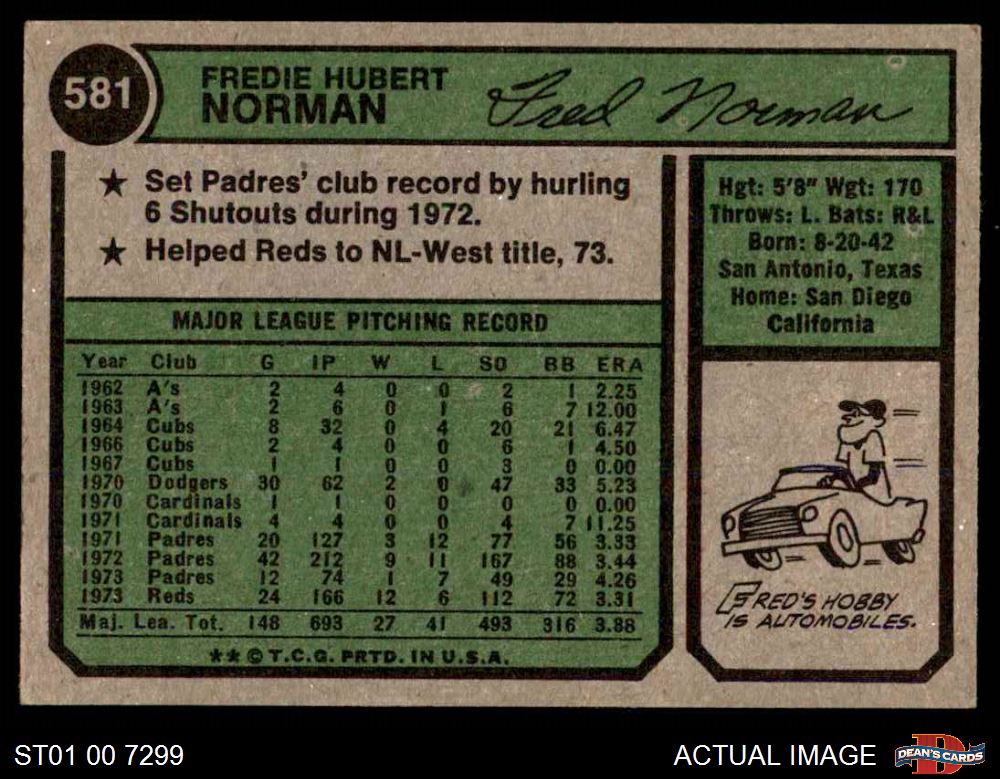 581
FREDIE HUBERT
NORMAN
Fred Norman
★ Set Padres' club record by hurling
6 Shutouts during 1972.
★ Helped Reds to NL-West title, 73.
Hgt: 5'8" Wgt: 170
Throws: L. Bats: R&L
Born: 8-20-42
San Antonio, Texas
Home: San Diego
California
MAJOR LEAGUE PITCHING RECORD
Year Club G IP W L SO BB ERA
1962 A's 2 4 0 0 2 1 2.25
1963 A's 2 6 0 1 6 7 12.00
1964 Cubs 8 32 0 4 20 21 6.47
1966 Cubs 2 4 0 0 6 1 4.50
1967 Cubs 1 1 0 0 3 0 0.00
1970 Dodgers 30 62 2 0 47 33 5.23
1970 Cardinals 1 1 0 0 0 0 0.00
1971 Cardinals 4 4 0 0 4 7 11.25
1971 Padres 20 127 3 12 77 56 3.33
1972 Padres 42 212 9 11 167 88 3.44
1973 Padres 12 74 1 7 49 29 4.26
1973 Reds 24 166 12 6 112 72 3.31
Maj. Lea. Tot. 148 693 27 41 493 316 3.88
★★ © T.C.G. PRTD. IN U.S.A.
FRED'S HOBBY
IS AUTOMOBILES.
ST01 00 7299
ACTUAL IMAGE
D
DEAN'S CARDS